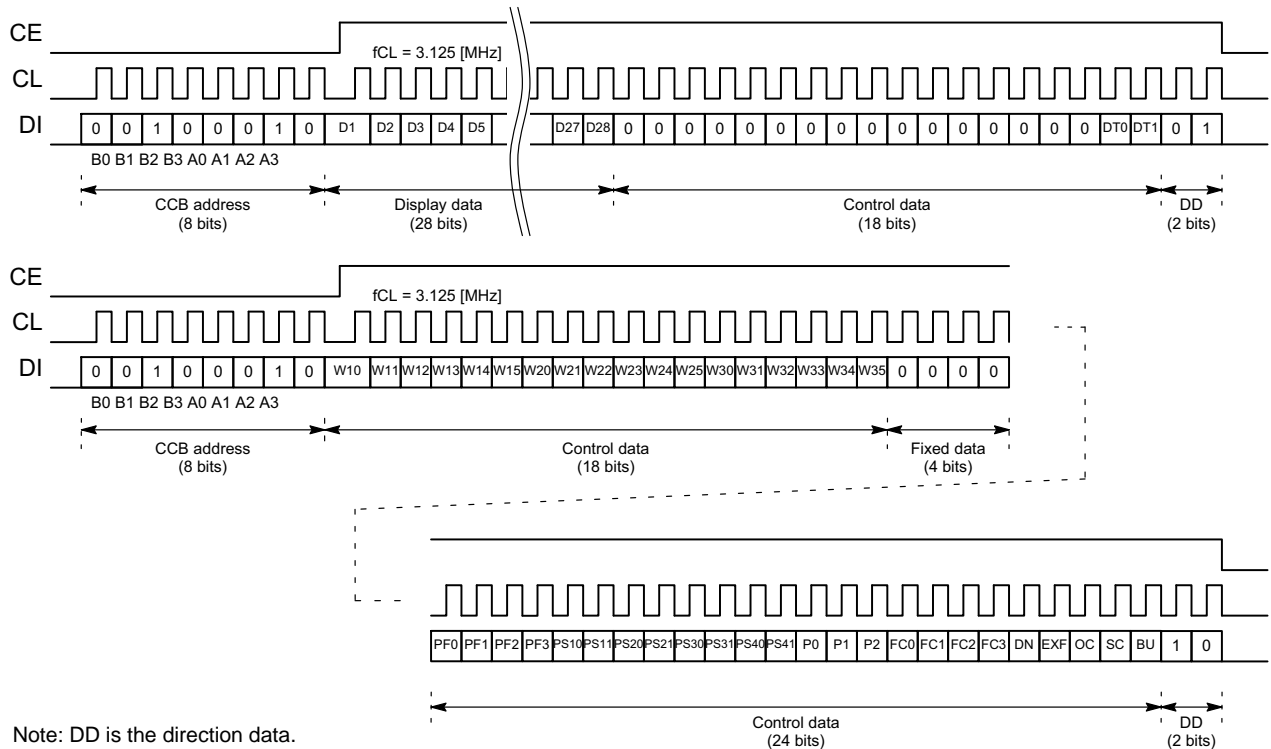 CE
fCL = 3.125 [MHz]
CL
DI 0 0 1 0 0 0 1 0 D1 D2 D3 D4 D5 D27 D28 0 0 0 0 0 0 0 0 0 0 0 0 0 0 0 0 DT0 DT1 0 1
B0 B1 B2 B3 A0 A1 A2 A3
CCB address
(8 bits)
Display data
(28 bits)
Control data
(18 bits)
DD
(2 bits)
CE
fCL = 3.125 [MHz]
CL
DI 0 0 1 0 0 0 1 0 W10 W11 W12 W13 W14 W15 W20 W21 W22 W23 W24 W25 W30 W31 W32 W33 W34 W35 0 0 0 0
B0 B1 B2 B3 A0 A1 A2 A3
CCB address
(8 bits)
Control data
(18 bits)
Fixed data
(4 bits)
PF0 PF1 PF2 PF3 PS10 PS11 PS20 PS21 PS30 PS31 PS40 PS41 P0 P1 P2 FC0 FC1 FC2 FC3 DN EXF OC SC BU 1 0
Control data
(24 bits)
DD
(2 bits)
Note: DD is the direction data.